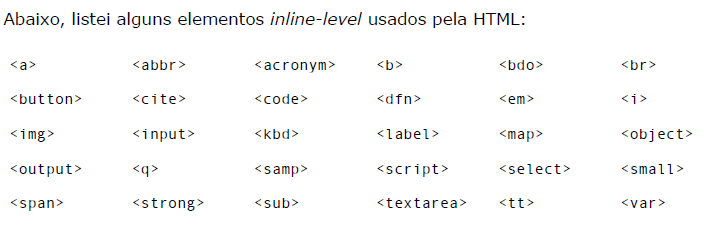 Abaixo, listei alguns elementos inline-level usados pela HTML:
<a> <abbr> <acronym> <b> <bdo> <br>
<button> <cite> <code> <dfn> <em> <i>
<img> <input> <kbd> <label> <map> <object>
<output> <q> <samp> <script> <select> <small>
<span> <strong> <sub> <textarea> <tt> <var>